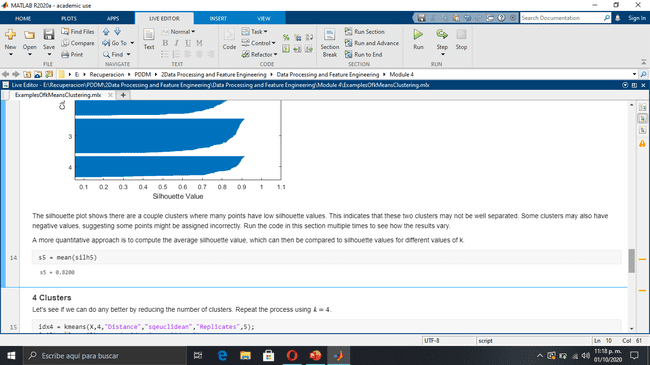 MATLAB R2020a - academic use
HOME PLOTS APPS LIVE EDITOR INSERT VIEW
Search Documentation Sign In
New Open Save Find Files Compare Print
Go To Find
Text Normal
B I U M
Code Task Control Refactor
Section Break Run Section Run and Advance Run to End
Run Step Stop
FILE NAVIGATE TEXT CODE SECTION RUN
E: Recuperacion PDDM 2Data Processing and Feature Engineering Data Processing and Feature Engineering Module 4
Live Editor - E:\Recuperacion\PDDM\2Data Processing and Feature Engineering\Data Processing and Feature Engineering\Module 4\ExamplesOfkMeansClustering.mlx
ExamplesOfkMeansClustering.mlx
3
4
0.1 0.2 0.3 0.4 0.5 0.6 0.7 0.8 0.9 1 1.1
Silhouette Value
The silhouette plot shows there are a couple clusters where many points have low silhouette values. This indicates that these two clusters may not be well separated. Some clusters may also have
negative values, suggesting some points might be assigned incorrectly. Run the code in this section multiple times to see how the results vary.
A more quantitative approach is to compute the average silhouette value, which can then be compared to silhouette values for different values of k.
14 s5 = mean(silh5)
s5 = 0.8200
4 Clusters
Let's see if we can do any better by reducing the number of clusters. Repeat the process using k = 4.
15 idx4 = kmeans(X,4,"Distance","sqeuclidean","Replicates",5);
UTF-8 script Ln 10 Col 61
Escribe aquí para buscar
11:18 p. m.
01/10/2020